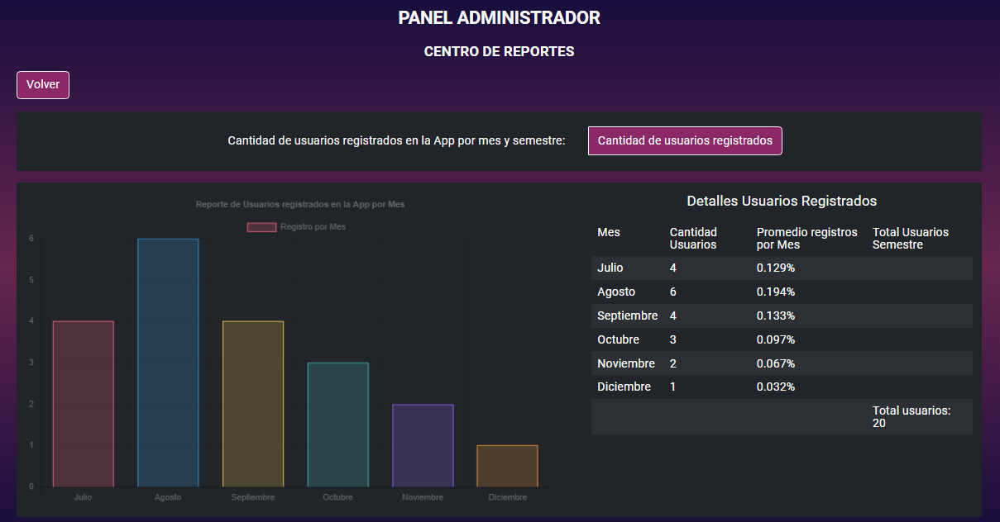 PANEL ADMINISTRADOR
CENTRO DE REPORTES
Volver
Cantidad de usuarios registrados en la App por mes y semestre:
Cantidad de usuarios registrados
Reporte de Usuarios registrados en la App por Mes
Registro por Mes
6
5
4
3
2
1
0
Julio
Agosto
Septiembre
Octubre
Noviembre
Diciembre
Detalles Usuarios Registrados
Mes
Cantidad
Usuarios
Promedio registros
por Mes
Total Usuarios
Semestre
Julio 4 0.129%
Agosto 6 0.194%
Septiembre 4 0.133%
Octubre 3 0.097%
Noviembre 2 0.067%
Diciembre 1 0.032%
Total usuarios:
20